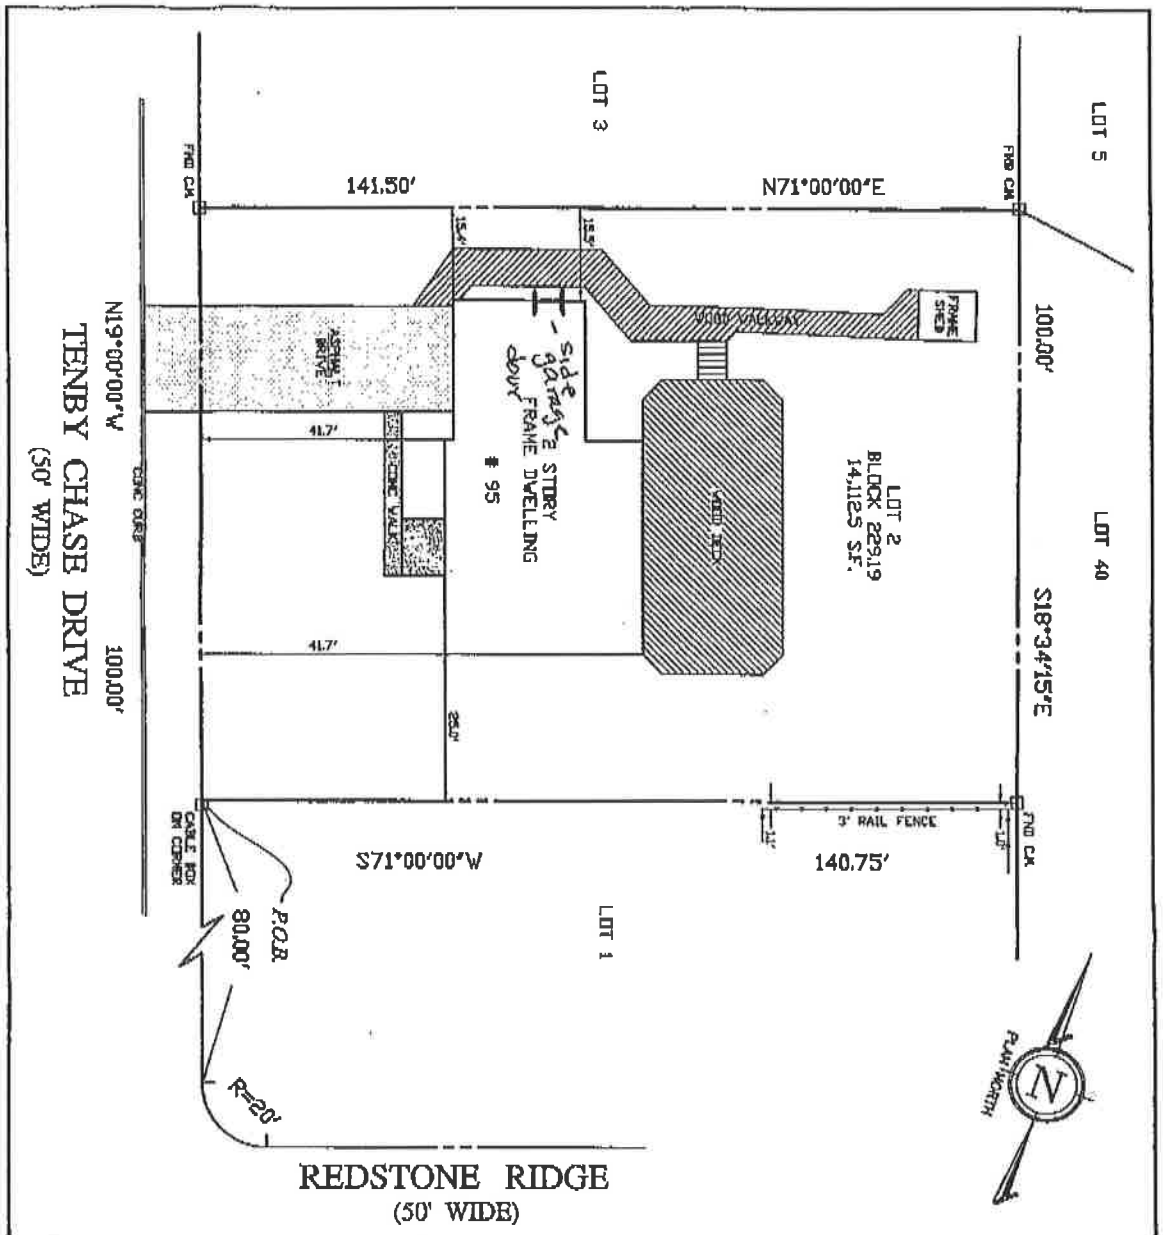 LOT 5
LOT 3
LOT 40
FND CM
FND CM
141.50'
N71°00'00"E
15.4'
15.5'
100.00'
S18°34'15"E
FRAME
SHED
WOOD WALKWAY
ASPHALT
DRIVE
- side
garage
door
2 STORY
FRAME DWELLING
# 95
WOOD DECK
LOT 2
BLOCK 229.19
14,112.5 S.F.
41.7'
CONC WALK
41.7'
25.0'
N19°00'00"W
100.00'
CONC CURB
TENBY CHASE DRIVE
(50' WIDE)
CABLE BOX
ON CORNER
S71°00'00"W
140.75'
3' RAIL FENCE
1.1'
1.0'
FND CM
P.O.B.
80.00'
LOT 1
R=20'
REDSTONE RIDGE
(50' WIDE)
N
PLAN NORTH